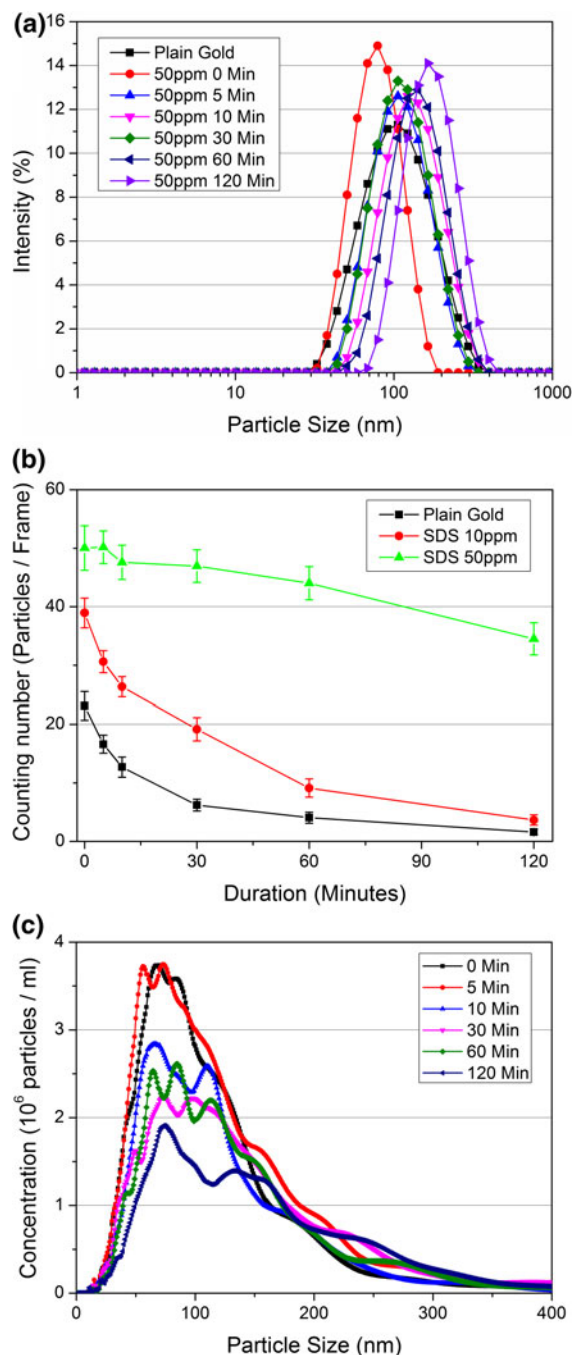 (a)
16
14
12
10
8
6
4
2
0
Intensity (%)
Plain Gold
50ppm 0 Min
50ppm 5 Min
50ppm 10 Min
50ppm 30 Min
50ppm 60 Min
50ppm 120 Min
1 10 100 1000
Particle Size (nm)
(b)
60
40
20
0
Counting number (Particles / Frame)
Plain Gold
SDS 10ppm
SDS 50ppm
0 30 60 90 120
Duration (Minutes)
(c)
4
3
2
1
0
Concentration (10⁶ particles / ml)
0 Min
5 Min
10 Min
30 Min
60 Min
120 Min
0 100 200 300 400
Particle Size (nm)